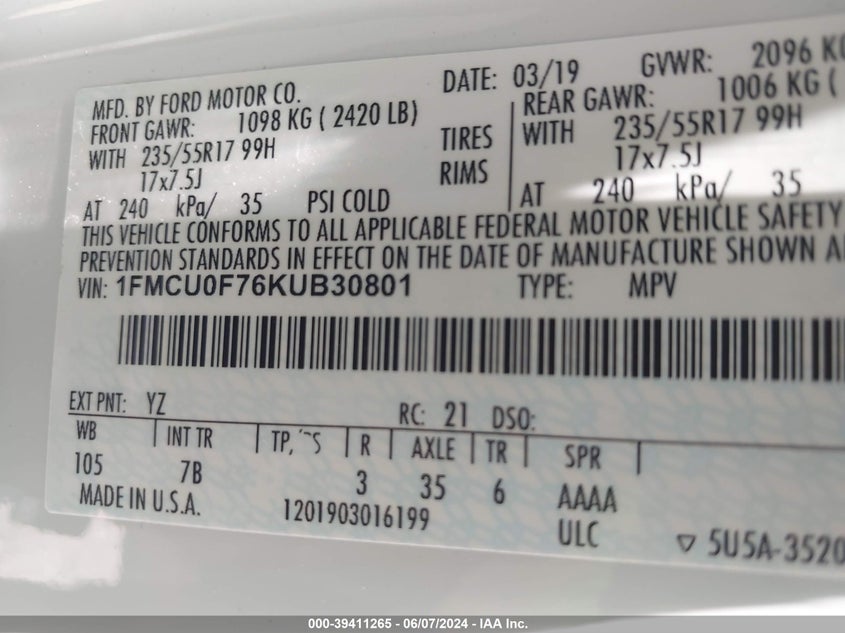 MFD. BY FORD MOTOR CO.
DATE: 03/19 GVWR: 2096 KG
FRONT GAWR: 1098 KG ( 2420 LB)
REAR GAWR: 1006 KG (
WITH 235/55R17 99H
TIRES WITH 235/55R17 99H
17x7.5J
RIMS 17x7.5J
AT 240 kPa/ 35 PSI COLD
AT 240 kPa/ 35
THIS VEHICLE CONFORMS TO ALL APPLICABLE FEDERAL MOTOR VEHICLE SAFETY
PREVENTION STANDARDS IN EFFECT ON THE DATE OF MANUFACTURE SHOWN
VIN: 1FMCU0F76KUB30801 TYPE: MPV
EXT PNT: YZ RC: 21 DSO:
WB INT TR R AXLE TR SPR
105 7B 3 35 6 AAAA
MADE IN U.S.A. 1201903016199 ULC
5U5A-3520
000-39411265 - 06/07/2024 - IAA Inc.